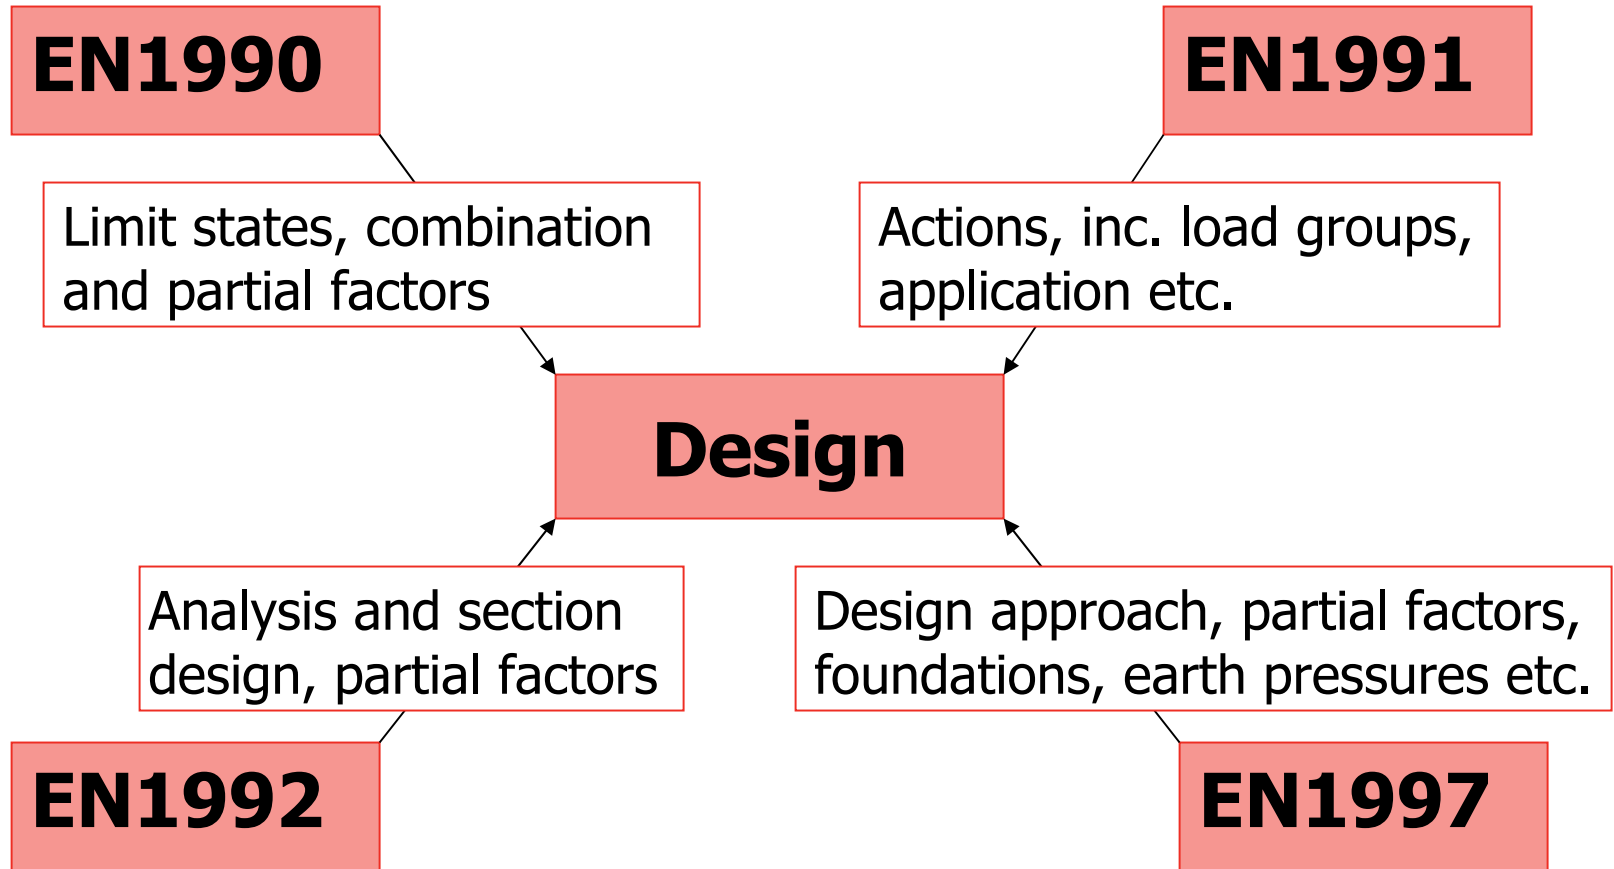 EN1990
EN1991
Limit states, combination
and partial factors
Actions, inc. load groups,
application etc.
Design
Analysis and section
design, partial factors
Design approach, partial factors,
foundations, earth pressures etc.
EN1992
EN1997